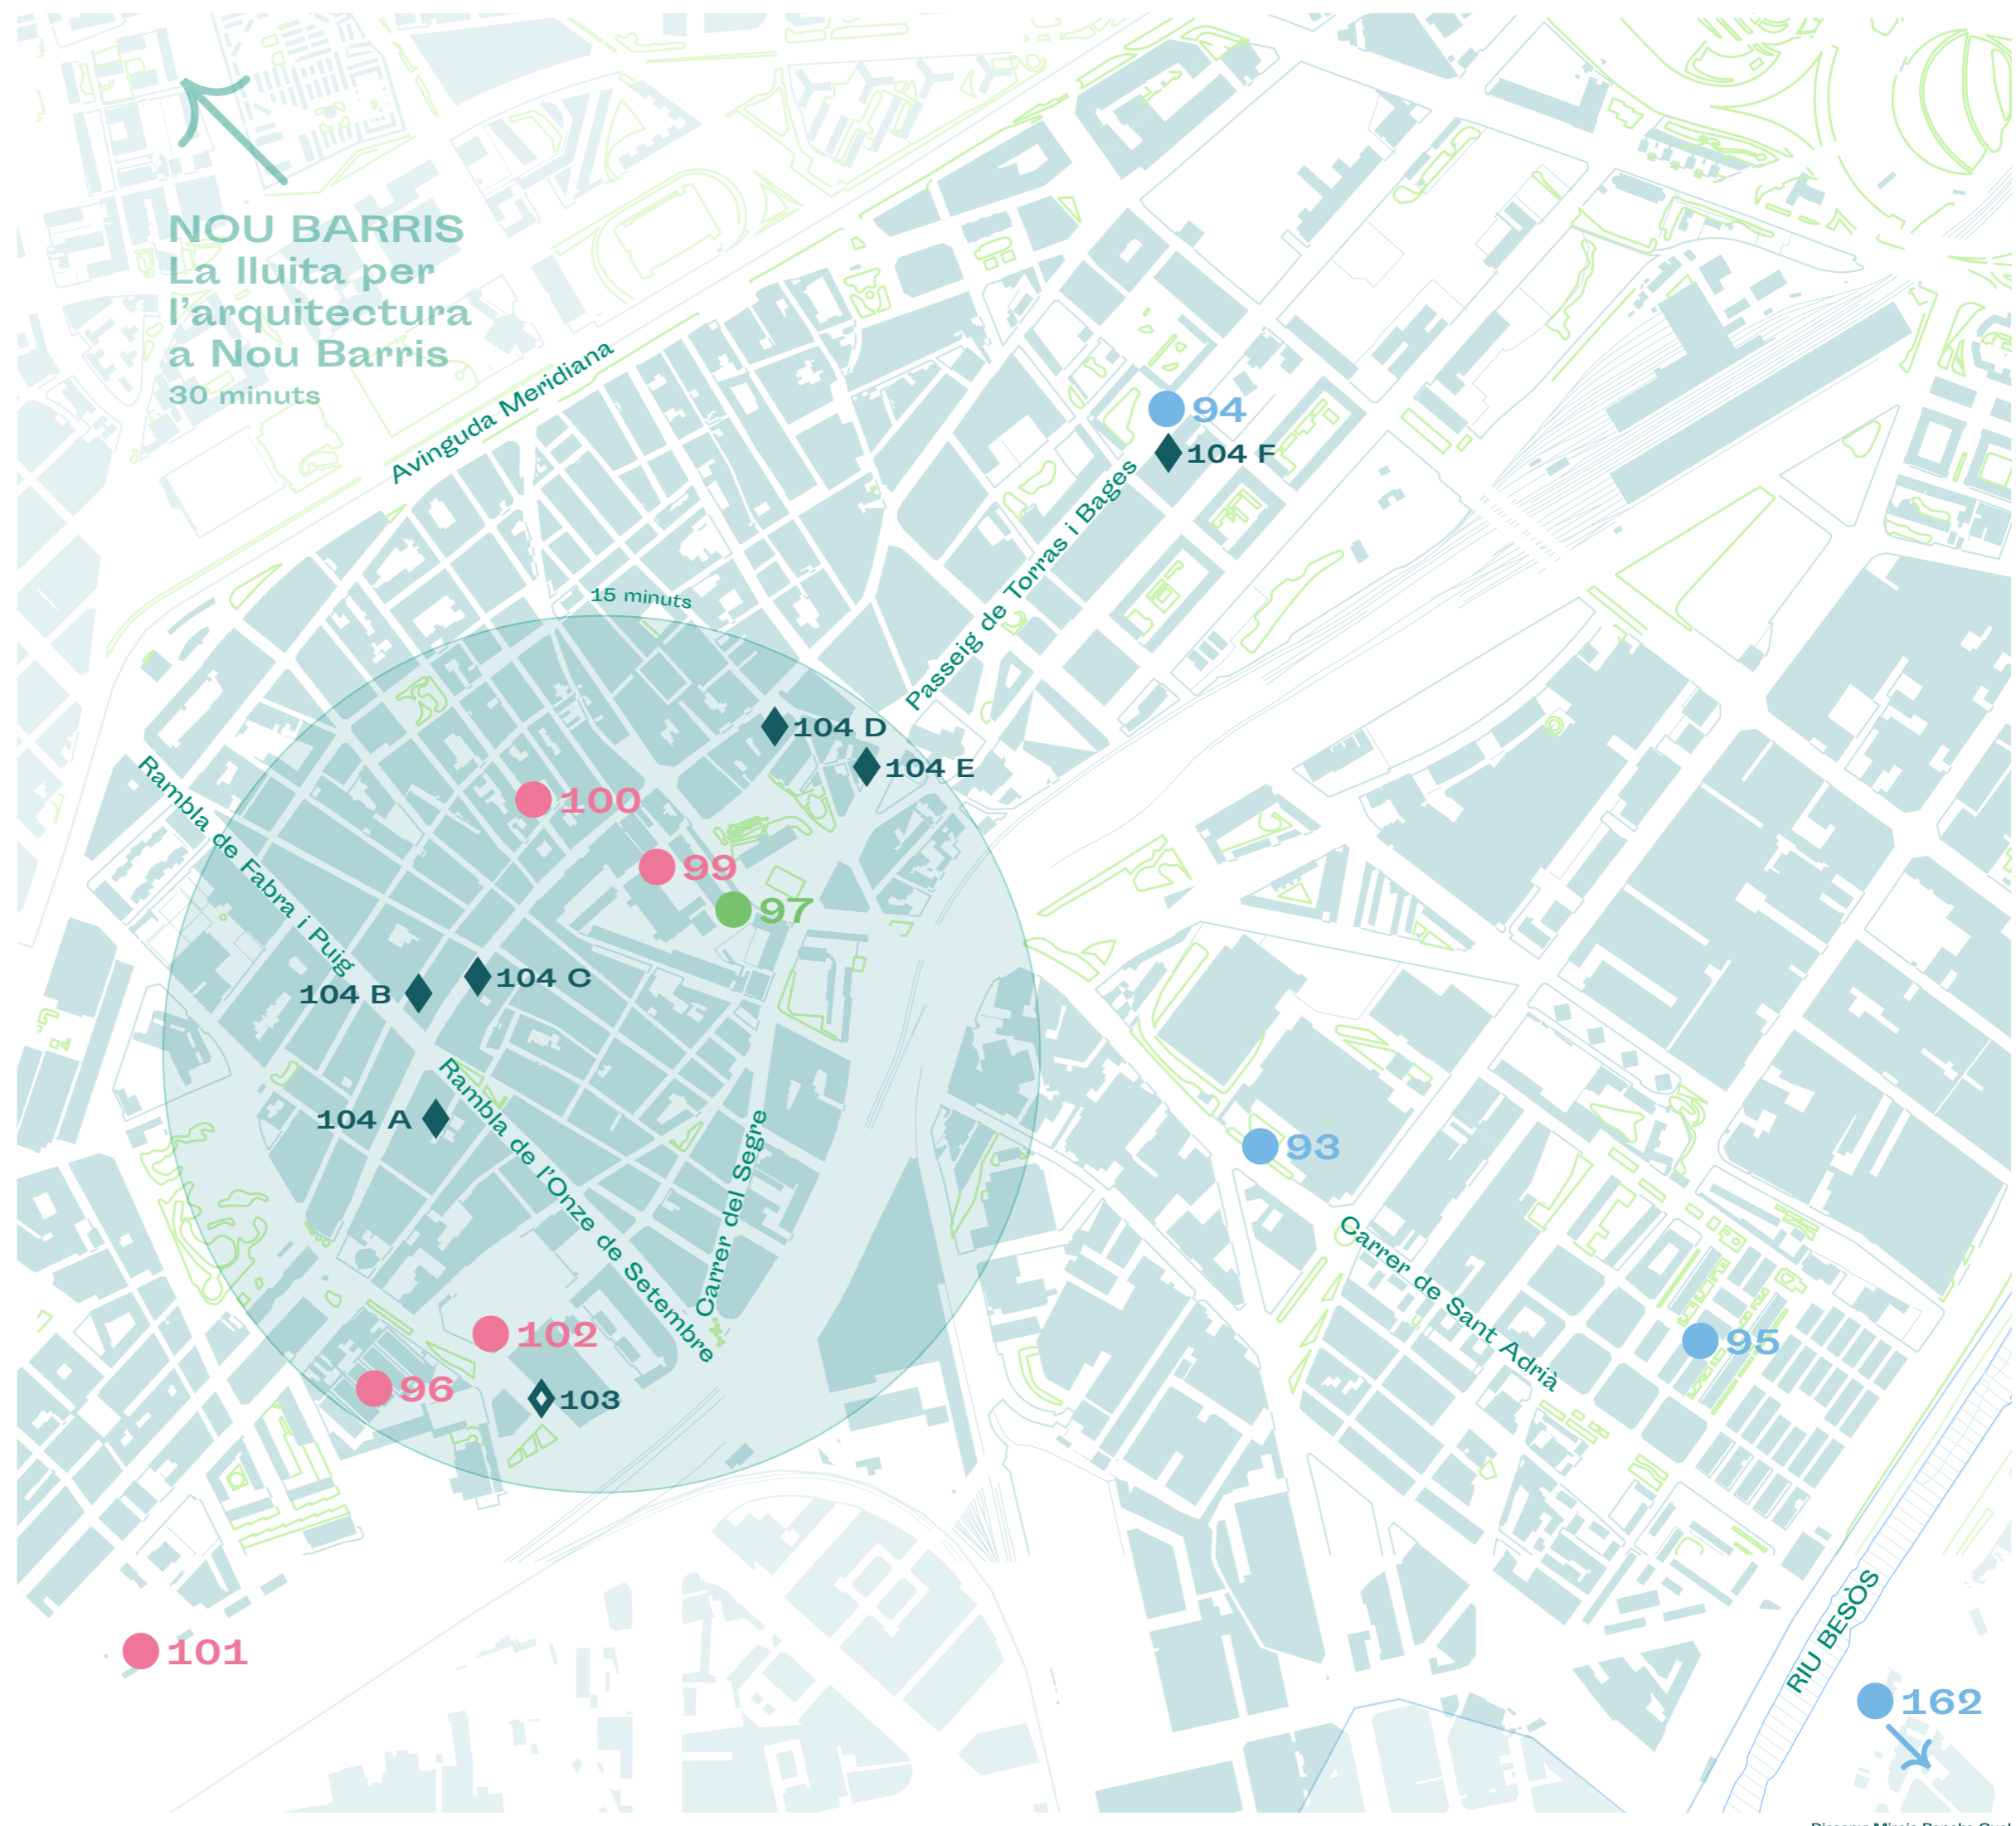 NOU BARRIS
La lluita per
l'arquitectura
a Nou Barris
30 minuts
Avinguda Meridiana
94
104 F
Passeig de Torras i Bages
15 minuts
104 D
104 E
Rambla de Fabra i Puig
100
99
97
104 C
104 B
104 A
Rambla de l'Onze de Setembre
Carrer del Segre
93
Carrer de Sant Adrià
95
102
96
103
101
RIU BESÒS
162